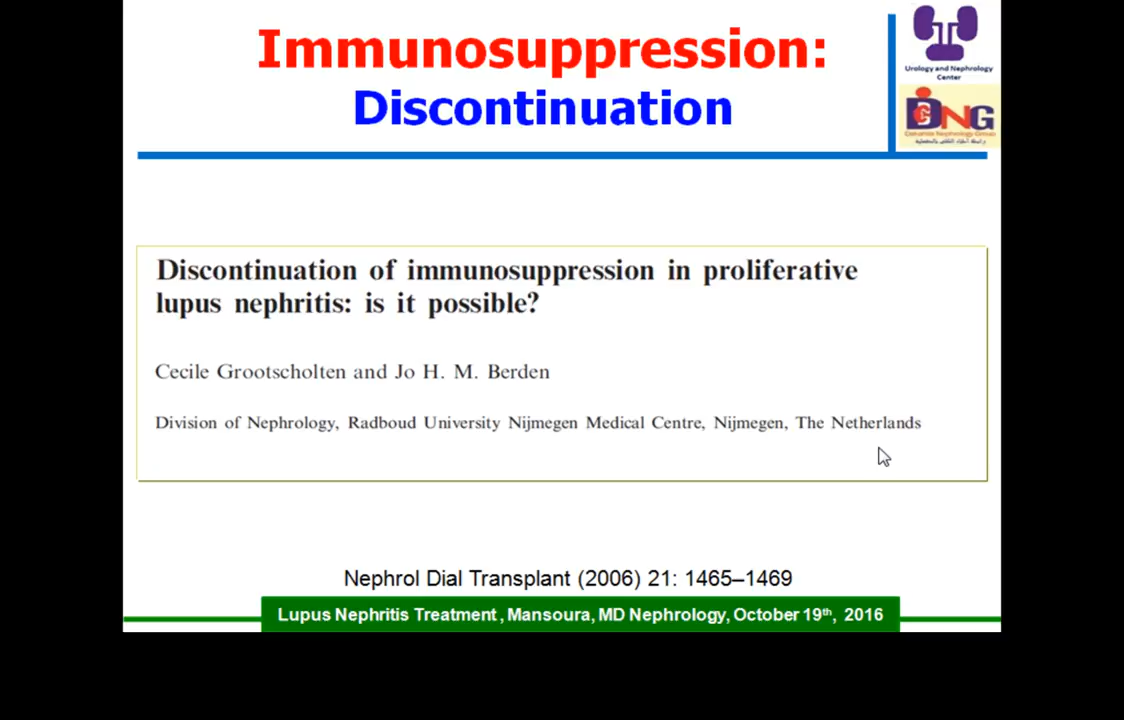 Immunosuppression:
Discontinuation
Urology and Nephrology
Center
DNG
Discontinuation of immunosuppression in proliferative
lupus nephritis: is it possible?
Cecile Grootscholten and Jo H. M. Berden
Division of Nephrology, Radboud University Nijmegen Medical Centre, Nijmegen, The Netherlands
Nephrol Dial Transplant (2006) 21: 1465–1469
Lupus Nephritis Treatment, Mansoura, MD Nephrology, October 19th, 2016